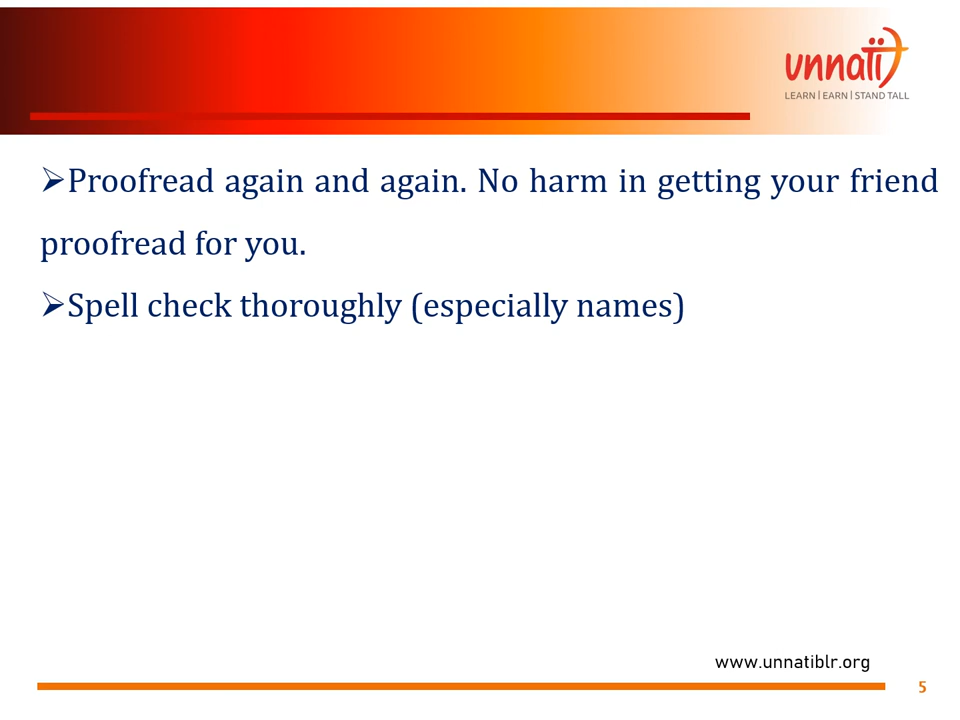 unnati
LEARN | EARN | STAND TALL
➢Proofread again and again. No harm in getting your friend
proofread for you.
➢Spell check thoroughly (especially names)
www.unnatiblr.org
5